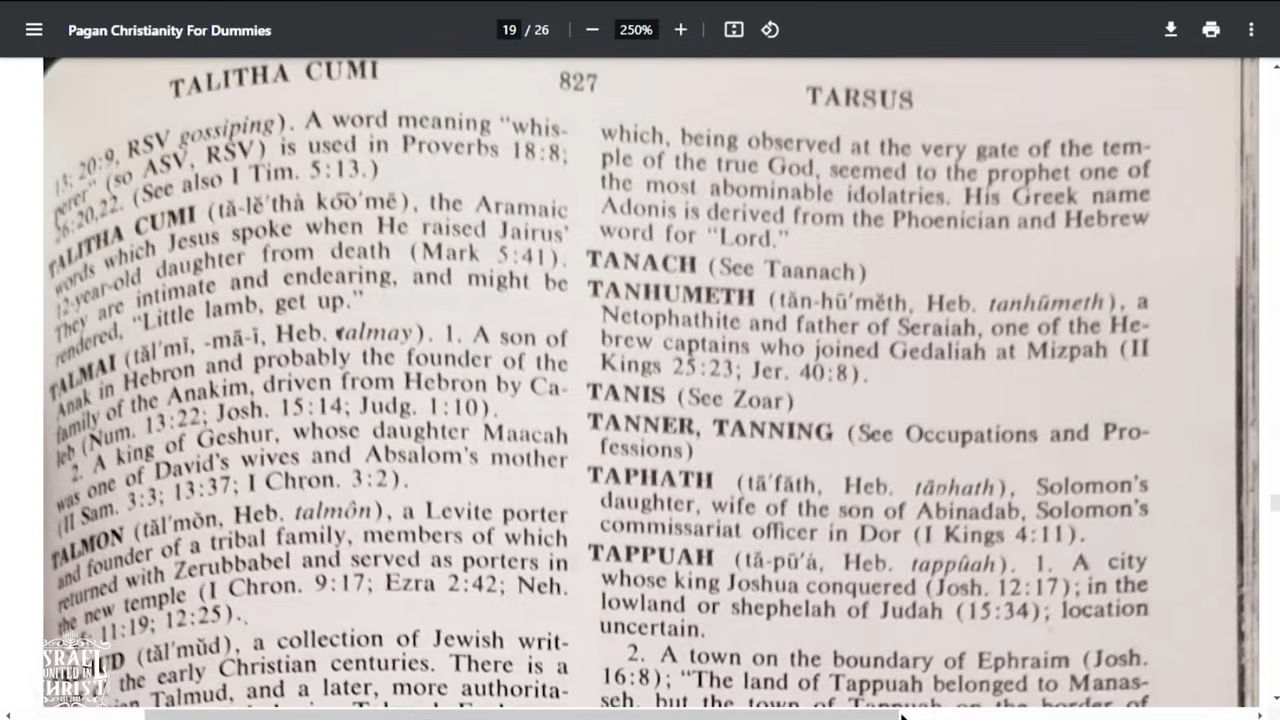 Pagan Christianity For Dummies
19 / 26
250%
TALITHA CUMI
827
TARSUS
13; 20:9, RSV gossiping). A word meaning "whis-
perer" (so ASV, RSV) is used in Proverbs 18:8;
26:20,22. (See also I Tim. 5:13.)
TALITHA CUMI (tă-lē'thȧ ko͞o'mē), the Aramaic
words which Jesus spoke when He raised Jairus'
12-year-old daughter from death (Mark 5:41).
They are intimate and endearing, and might be
rendered, "Little lamb, get up."
TALMAI (tăl'mī, -mā-ī, Heb. talmay). 1. A son of
Anak in Hebron and probably the founder of the
family of the Anakim, driven from Hebron by Ca-
leb (Num. 13:22; Josh. 15:14; Judg. 1:10).
2. A king of Geshur, whose daughter Maacah
was one of David's wives and Absalom's mother
(II Sam. 3:3; 13:37; I Chron. 3:2).
TALMON (tăl'mŏn, Heb. talmôn), a Levite porter
and founder of a tribal family, members of which
returned with Zerubbabel and served as porters in
the new temple (I Chron. 9:17; Ezra 2:42; Neh.
11:19; 12:25).
(tăl'mŭd), a collection of Jewish writ-
the early Christian centuries. There is a
Talmud, and a later, more authorita-
which, being observed at the very gate of the tem-
ple of the true God, seemed to the prophet one of
the most abominable idolatries. His Greek name
Adonis is derived from the Phoenician and Hebrew
word for "Lord."
TANACH (See Taanach)
TANHUMETH (tăn-hū'mĕth, Heb. tanhūmeth), a
Netophathite and father of Seraiah, one of the He-
brew captains who joined Gedaliah at Mizpah (II
Kings 25:23; Jer. 40:8).
TANIS (See Zoar)
TANNER, TANNING (See Occupations and Pro-
fessions)
TAPHATH (tā'făth, Heb. tāphath), Solomon's
daughter, wife of the son of Abinadab, Solomon's
commissariat officer in Dor (I Kings 4:11).
TAPPUAH (tă-pū'ȧ, Heb. tappûah). 1. A city
whose king Joshua conquered (Josh. 12:17); in the
lowland or shephelah of Judah (15:34); location
uncertain.
2. A town on the boundary of Ephraim (Josh.
16:8); "The land of Tappuah belonged to Manas-
seh, but the town of Tappuah on the border of
ISRAEL
UNITED IN
CHRIST